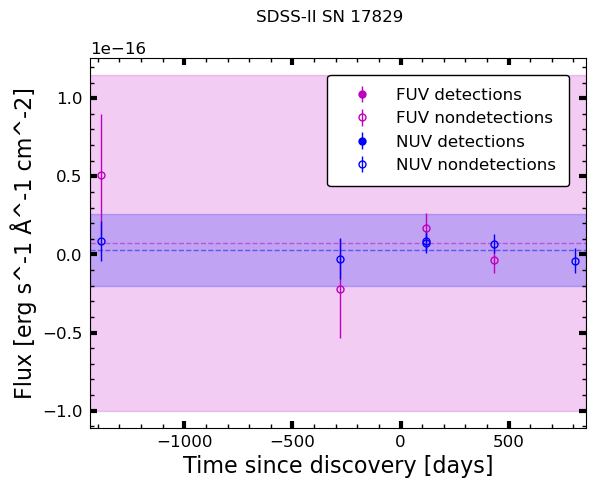 SDSS-II SN 17829
1e−16
FUV detections
FUV nondetections
NUV detections
NUV nondetections
1.0
0.5
0.0
−0.5
−1.0
Flux [erg s^-1 Å^-1 cm^-2]
−1000 −500 0 500
Time since discovery [days]